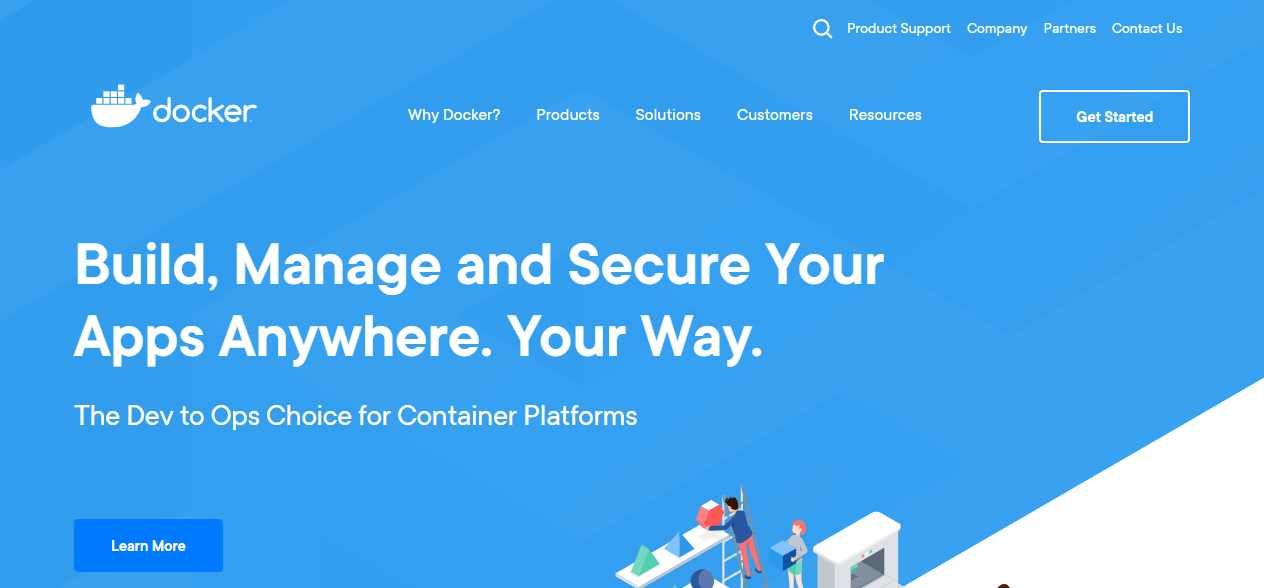 Product Support Company Partners Contact Us
docker
Why Docker? Products Solutions Customers Resources
Get Started
Build, Manage and Secure Your
Apps Anywhere. Your Way.
The Dev to Ops Choice for Container Platforms
Learn More